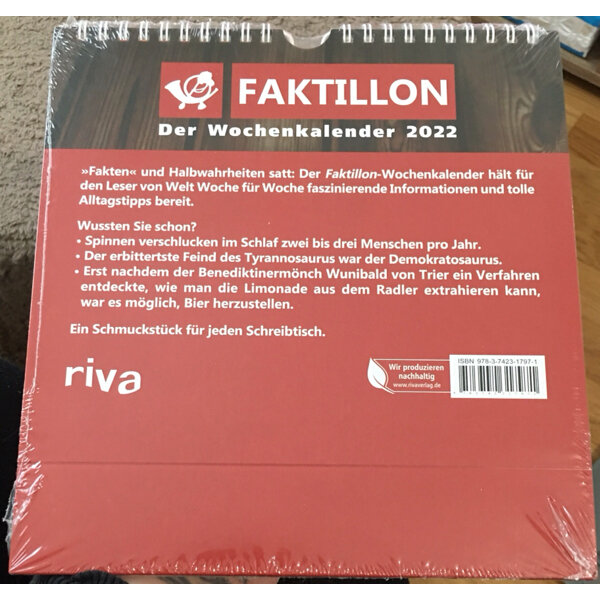 FAKTILLON
Der Wochenkalender 2022
»Fakten« und Halbwahrheiten satt: Der Faktillon-Wochenkalender hält für
den Leser von Welt Woche für Woche faszinierende Informationen und tolle
Alltagstipps bereit.
Wussten Sie schon?
• Spinnen verschlucken im Schlaf zwei bis drei Menschen pro Jahr.
• Der erbittertste Feind des Tyrannosaurus war der Demokratosaurus.
• Erst nachdem der Benediktinermönch Wunibald von Trier ein Verfahren
entdeckte, wie man die Limonade aus dem Radler extrahieren kann,
war es möglich, Bier herzustellen.
Ein Schmuckstück für jeden Schreibtisch.
riva
Wir produzieren
nachhaltig
www.rivaverlag.de
ISBN 978-3-7423-1797-1